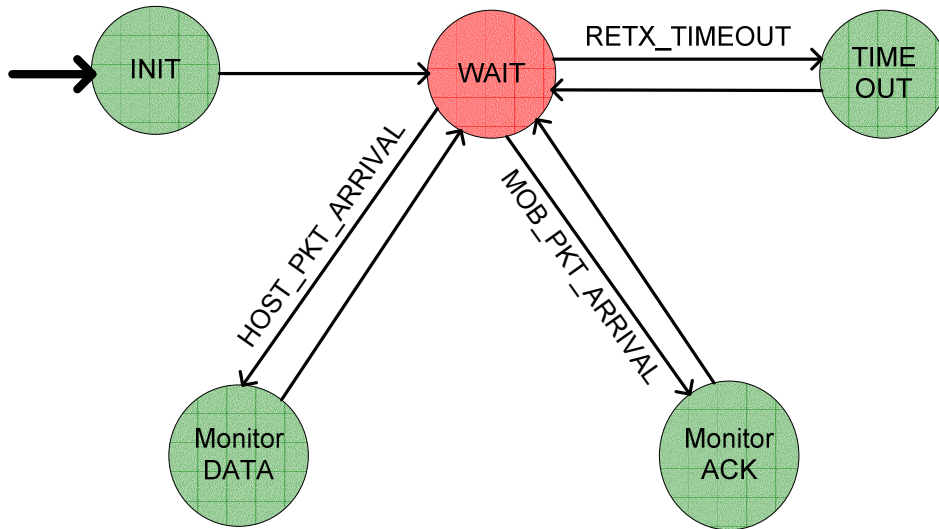 INIT
WAIT
RETX_TIMEOUT
TIME
OUT
HOST_PKT_ARRIVAL
MOB_PKT_ARRIVAL
Monitor
DATA
Monitor
ACK